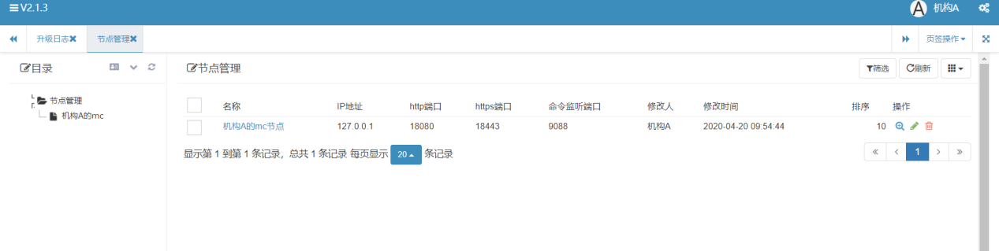 V2.1.3 机构A
升级日志 节点管理 页签操作
目录
节点管理
机构A的mc
节点管理 筛选 刷新
名称 IP地址 http端口 https端口 命令监听端口 修改人 修改时间 排序 操作
机构A的mc节点 127.0.0.1 18080 18443 9088 机构A 2020-04-20 09:54:44 10
显示第 1 到第 1 条记录，总共 1 条记录 每页显示 20 条记录 « ‹ 1 › »